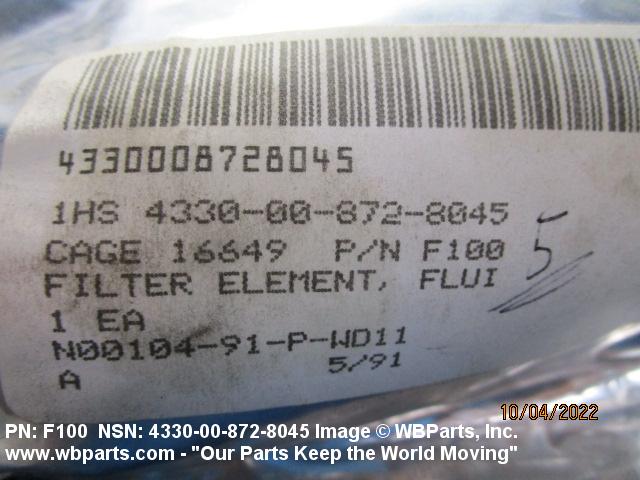 4330008728045
1HS 4330-00-872-8045
CAGE 16649 P/N F100
5
FILTER ELEMENT, FLUI
1 EA
N00104-91-P-WD11
A 5/91
10/04/2022
PN: F100 NSN: 4330-00-872-8045 Image © WBParts, Inc.
www.wbparts.com - "Our Parts Keep the World Moving"